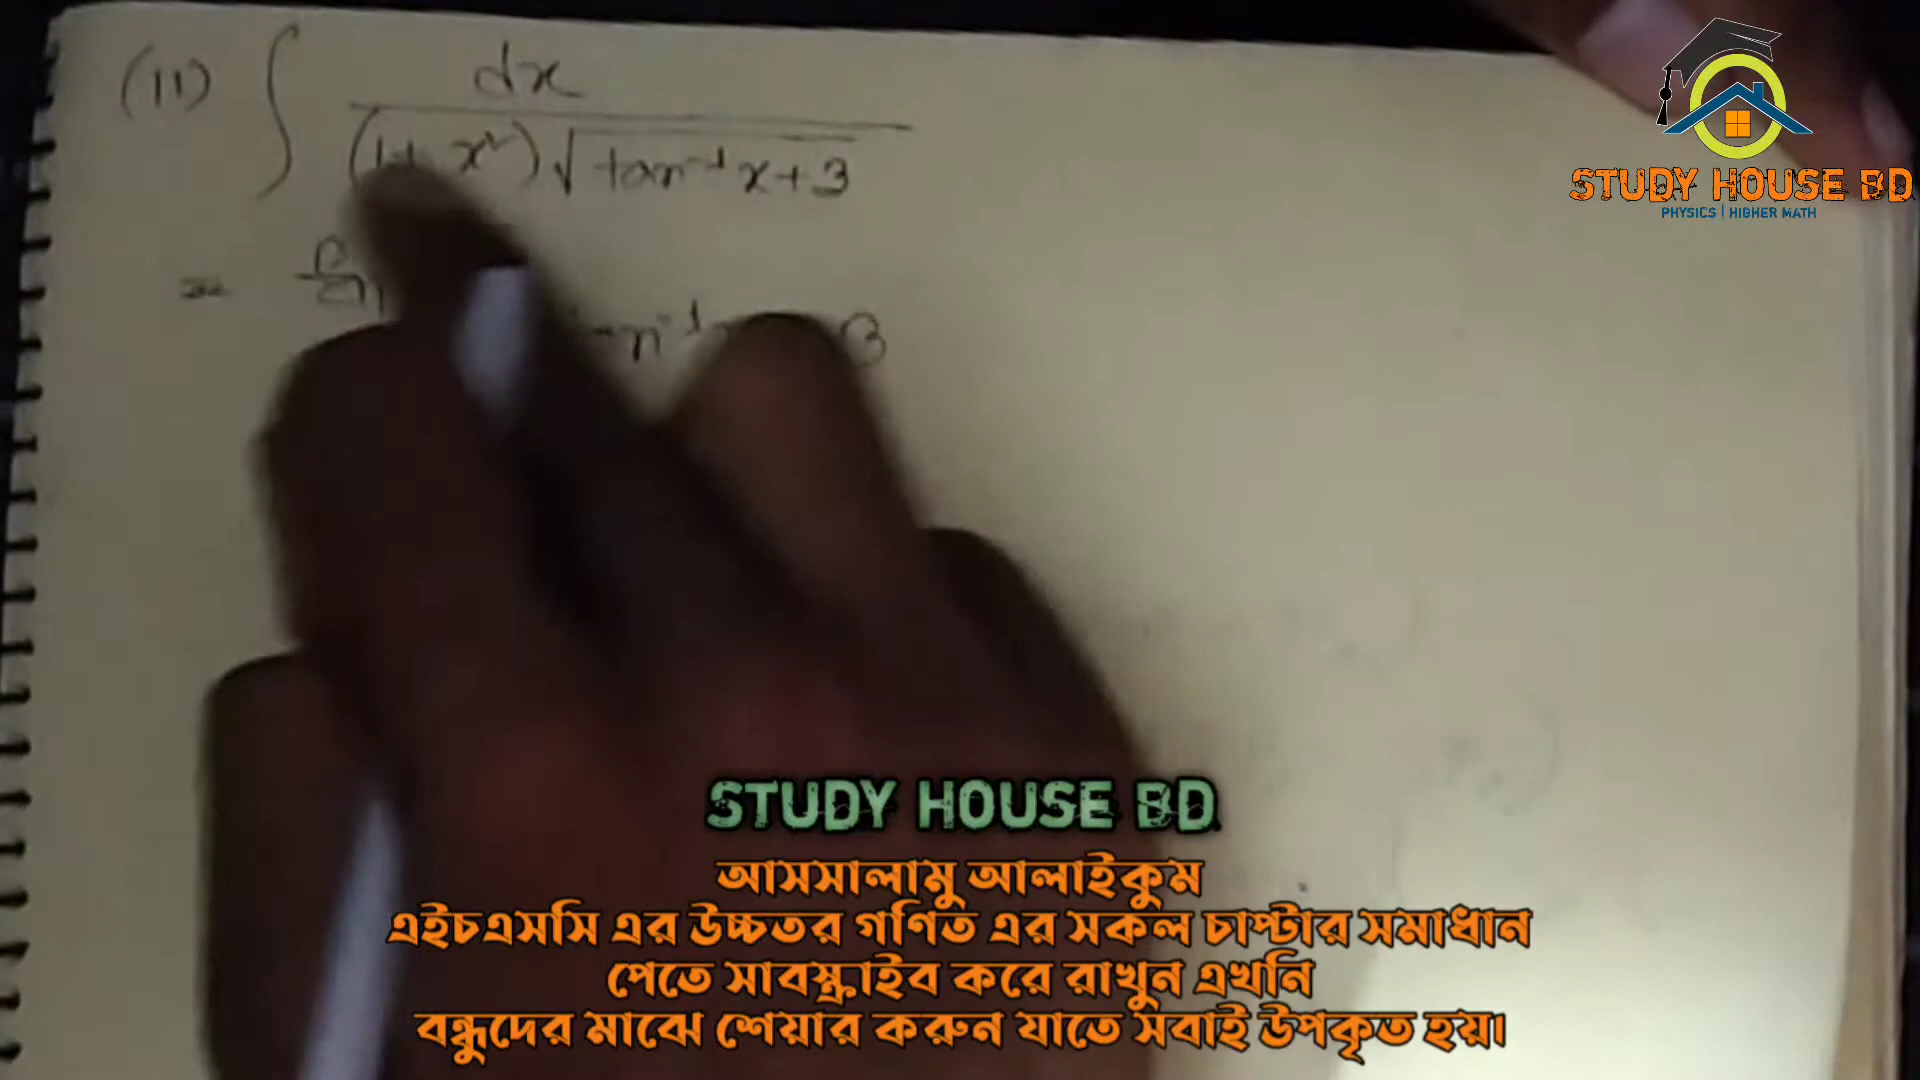 (11) ∫ dx
(1+x²)√tan⁻¹x+3
=
3
STUDY HOUSE BD
PHYSICS | HIGHER MATH
STUDY HOUSE BD
আসসালামু আলাইকুম
এইচএসসি এর উচ্চতর গণিত এর সকল চাপ্টার সমাধান
পেতে সাবস্ক্রাইব করে রাখুন এখনি
বন্ধুদের মাঝে শেয়ার করুন যাতে সবাই উপকৃত হয়।